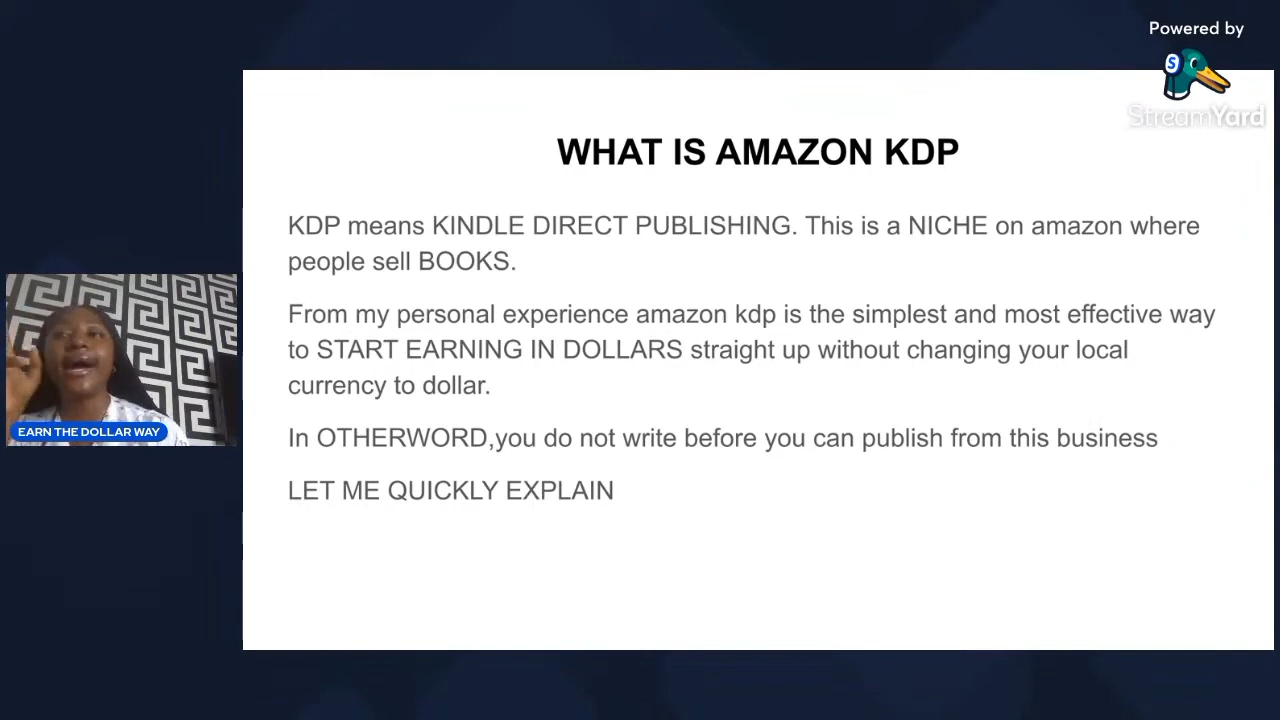 Powered by
S
StreamYard
WHAT IS AMAZON KDP
KDP means KINDLE DIRECT PUBLISHING. This is a NICHE on amazon where
people sell BOOKS.
From my personal experience amazon kdp is the simplest and most effective way
to START EARNING IN DOLLARS straight up without changing your local
currency to dollar.
In OTHERWORD,you do not write before you can publish from this business
LET ME QUICKLY EXPLAIN
EARN THE DOLLAR WAY